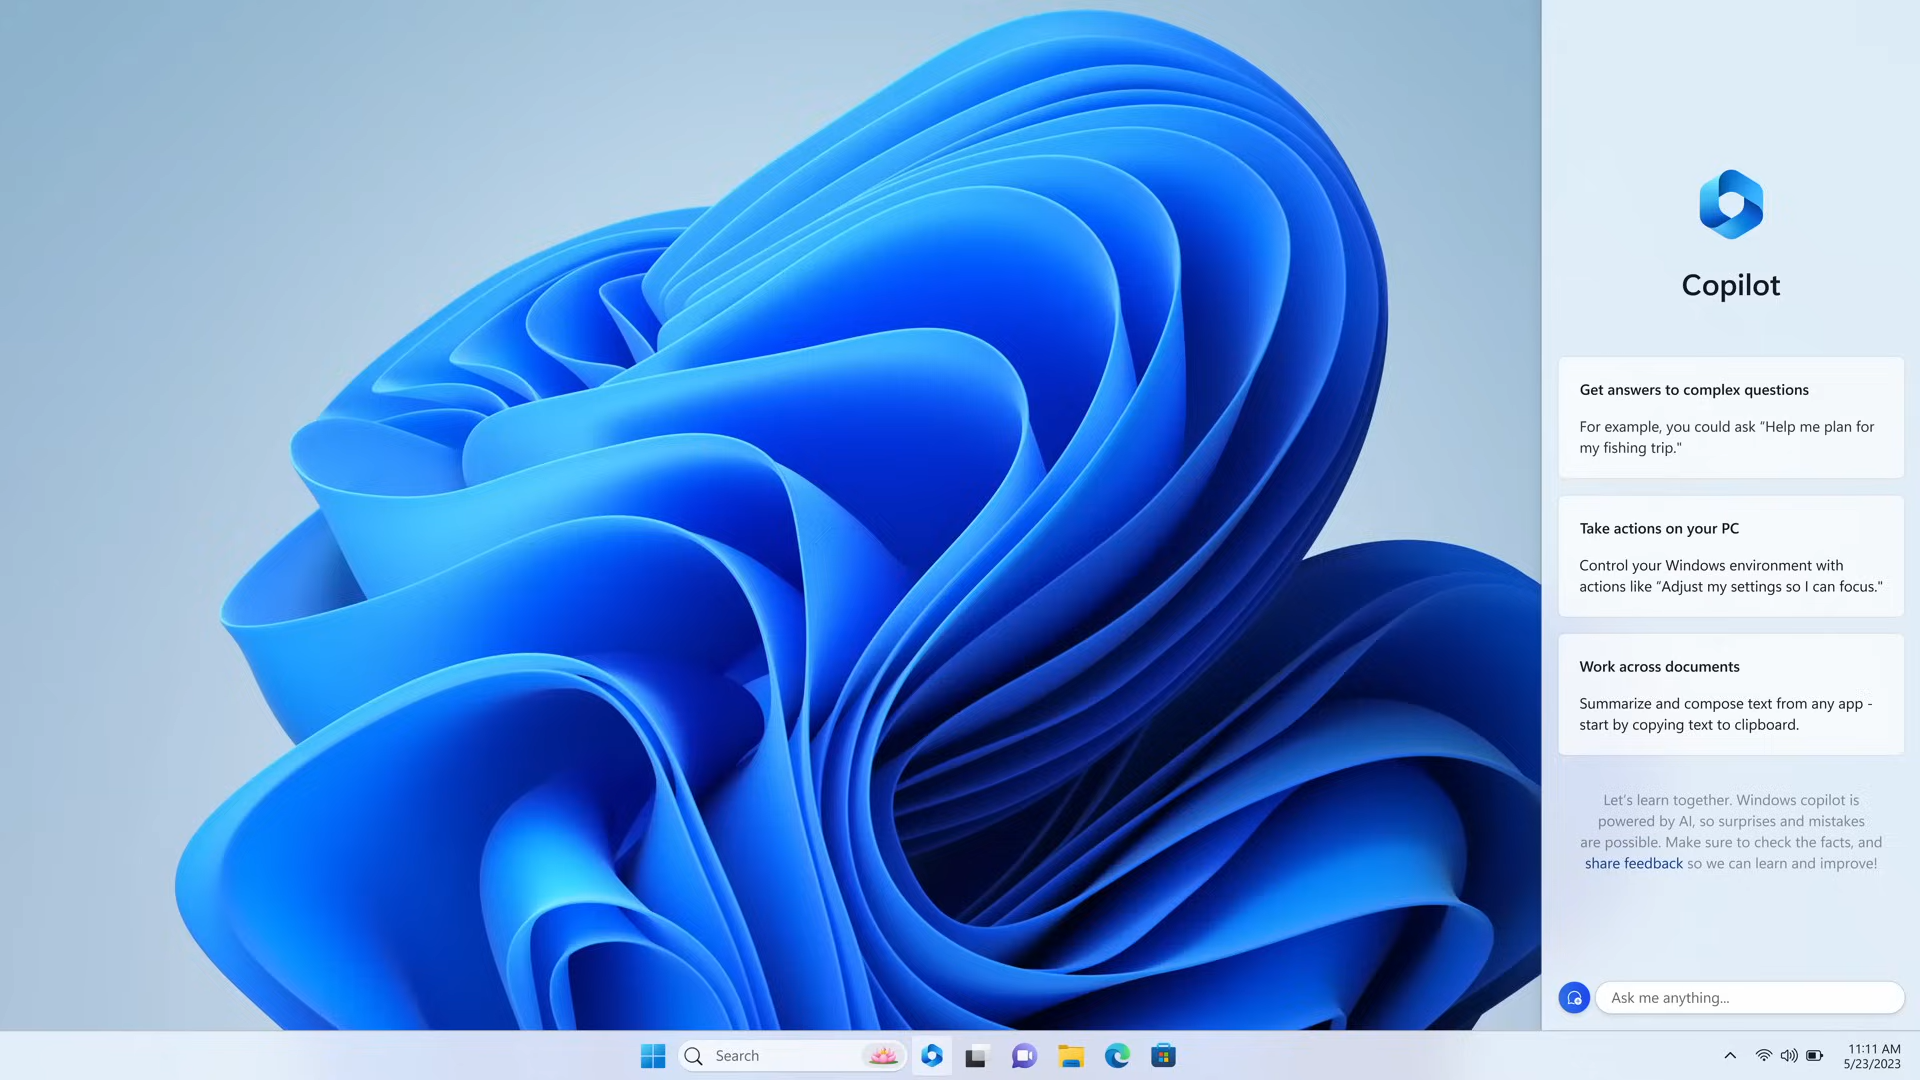 Copilot
Get answers to complex questions
For example, you could ask “Help me plan for
my fishing trip."
Take actions on your PC
Control your Windows environment with
actions like “Adjust my settings so I can focus."
Work across documents
Summarize and compose text from any app -
start by copying text to clipboard.
Let's learn together. Windows copilot is
powered by AI, so surprises and mistakes
are possible. Make sure to check the facts, and
share feedback so we can learn and improve!
Ask me anything...
Search
11:11 AM
5/23/2023